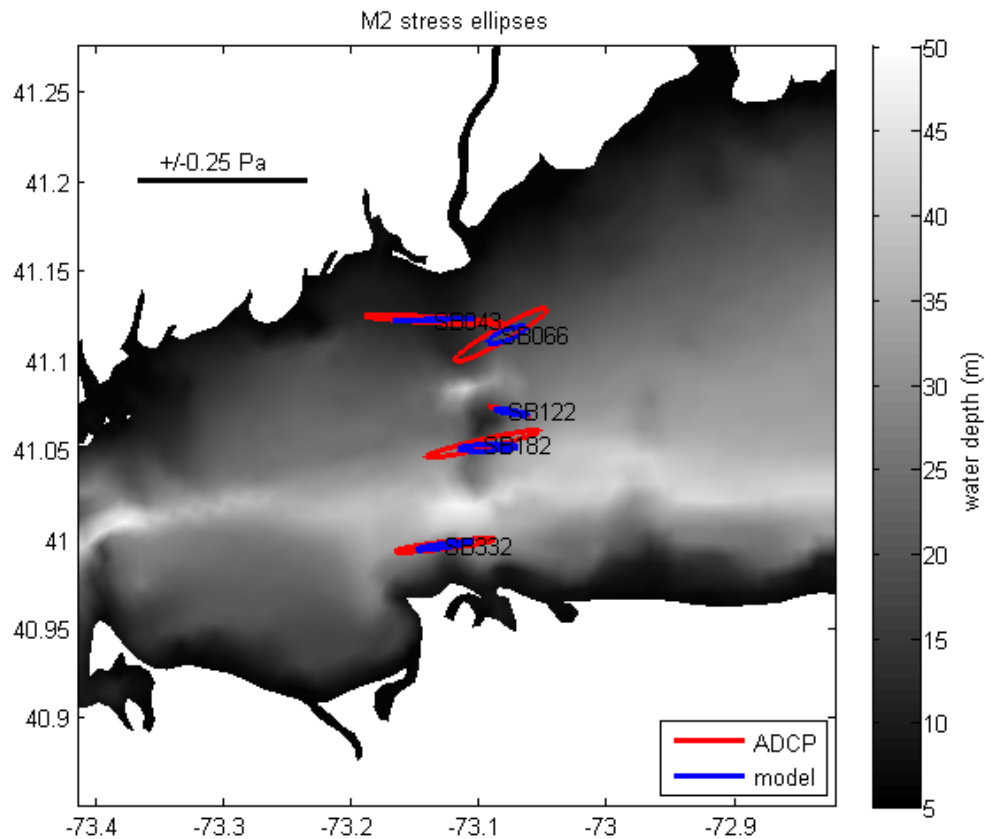 M2 stress ellipses
50
45
40
35
30
25
20
15
10
5
water depth (m)
41.25
41.2
41.15
41.1
41.05
41
40.95
40.9
+/-0.25 Pa
SB043
SB066
SB122
SB182
SB332
ADCP
model
-73.4
-73.3
-73.2
-73.1
-73
-72.9